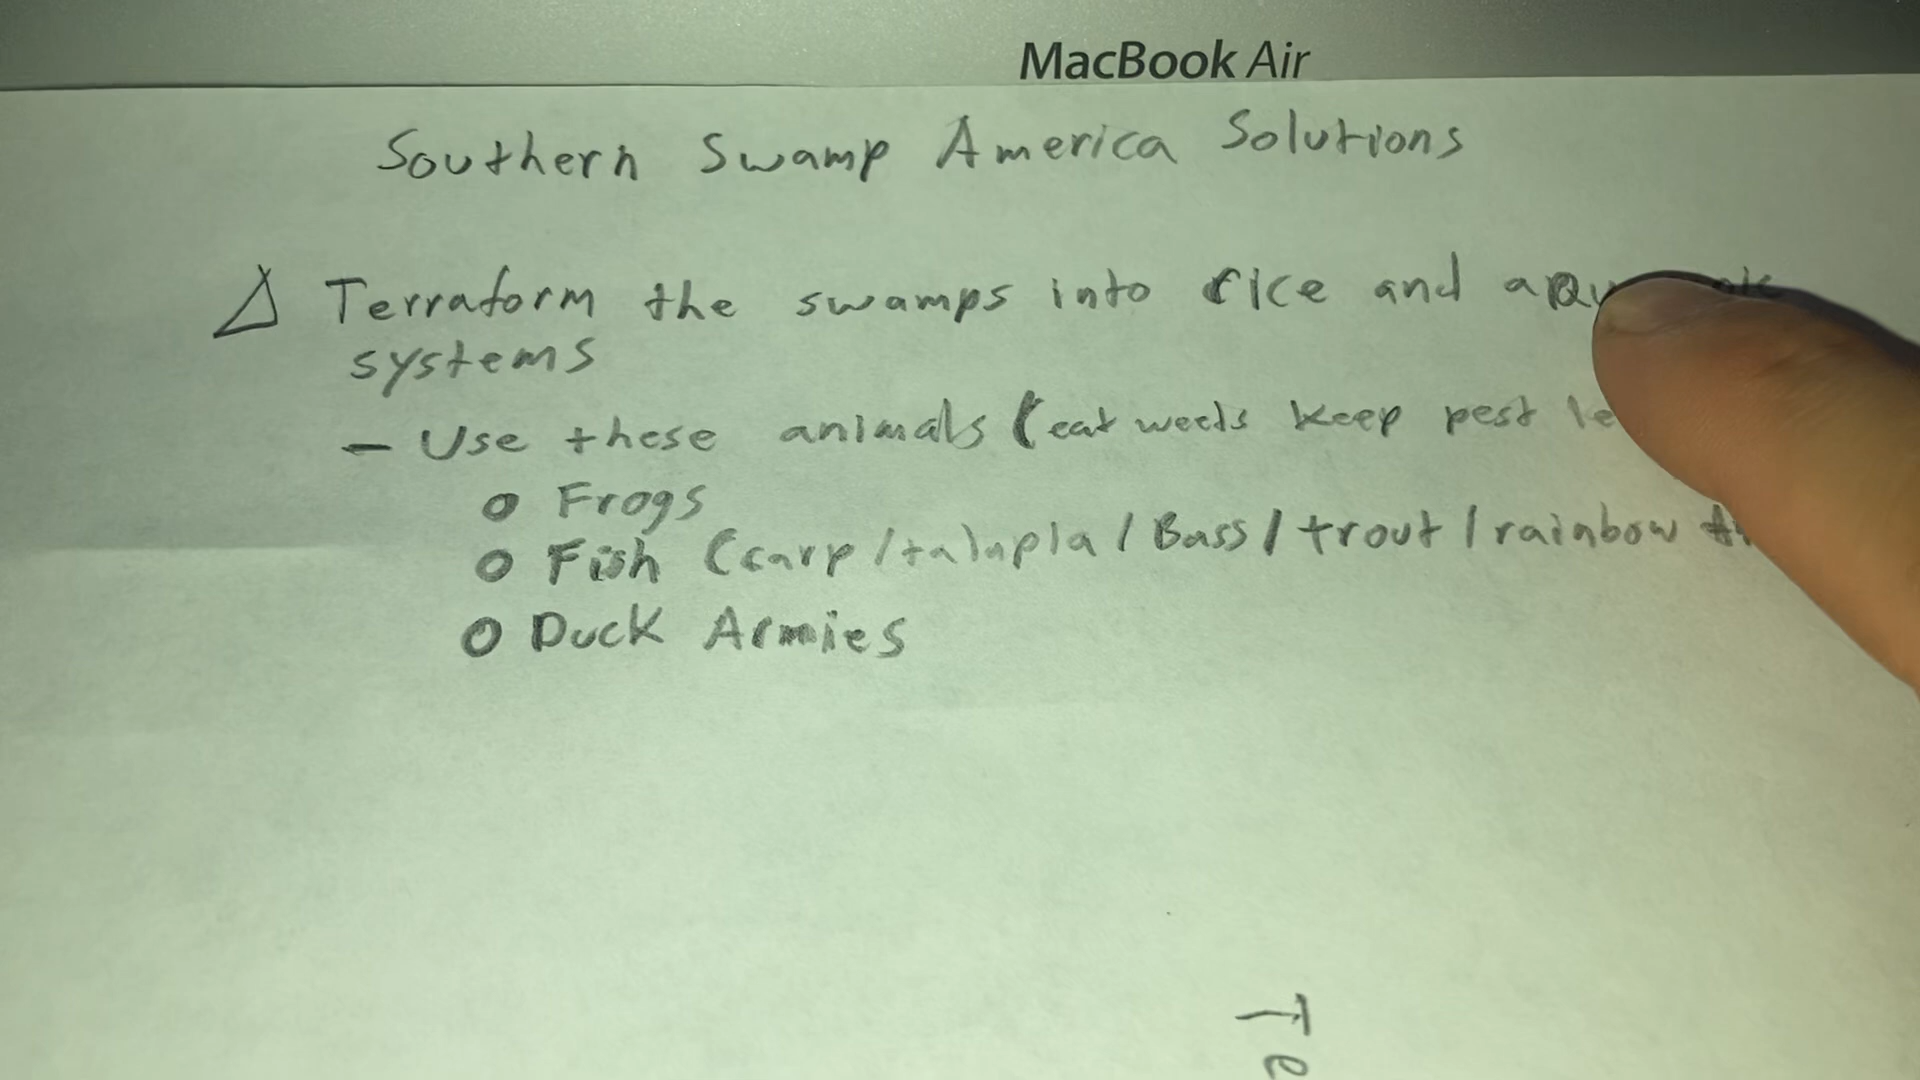 MacBook Air
Southern Swamp America Solutions
Δ Terraform the swamps into rice and
systems
- Use these animals (eat weeds keep pest
o Frogs
o Fish (carp/talapia/Bass/trout/rainbow
o Duck Armies
Te